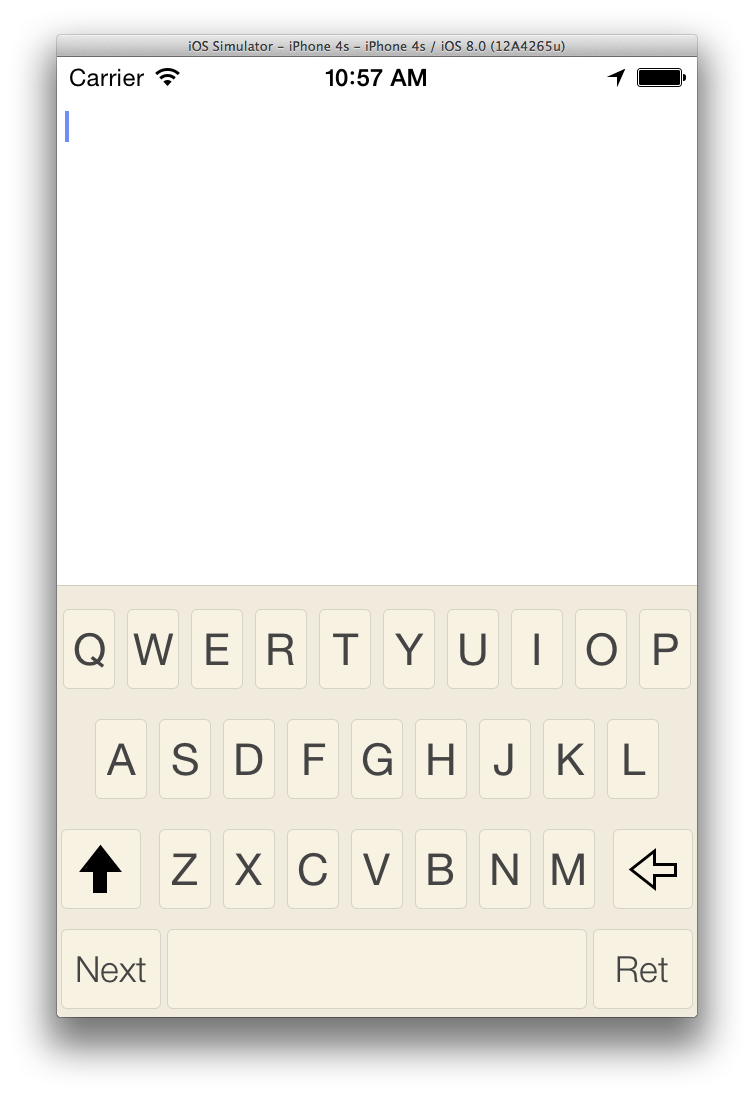 iOS Simulator – iPhone 4s – iPhone 4s / iOS 8.0 (12A4265u)
Carrier 10:57 AM
Q W E R T Y U I O P
A S D F G H J K L
Z X C V B N M
Next Ret